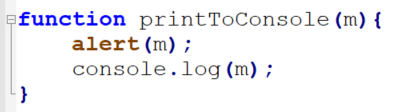 function printToConsole(m){
    alert(m);
    console.log(m);
}